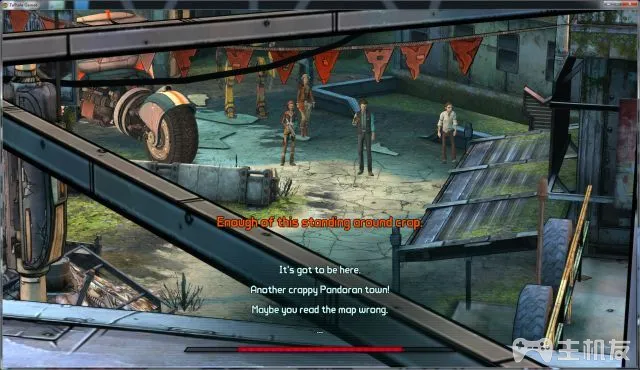 Telltale Games
Enough of this standing around crap.
It's got to be here.
Another crappy Pandoran town!
Maybe you read the map wrong.
...
主机友